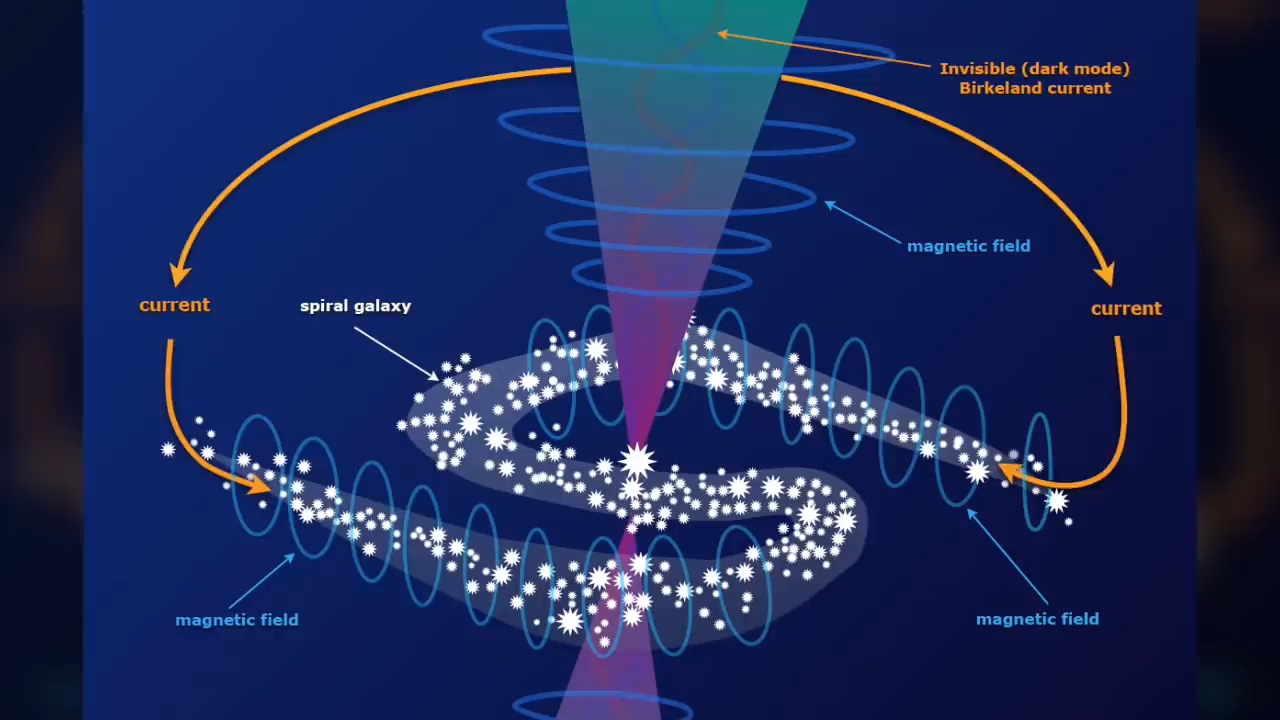 Invisible (dark mode)
Birkeland current
magnetic field
current
spiral galaxy
current
magnetic field
magnetic field